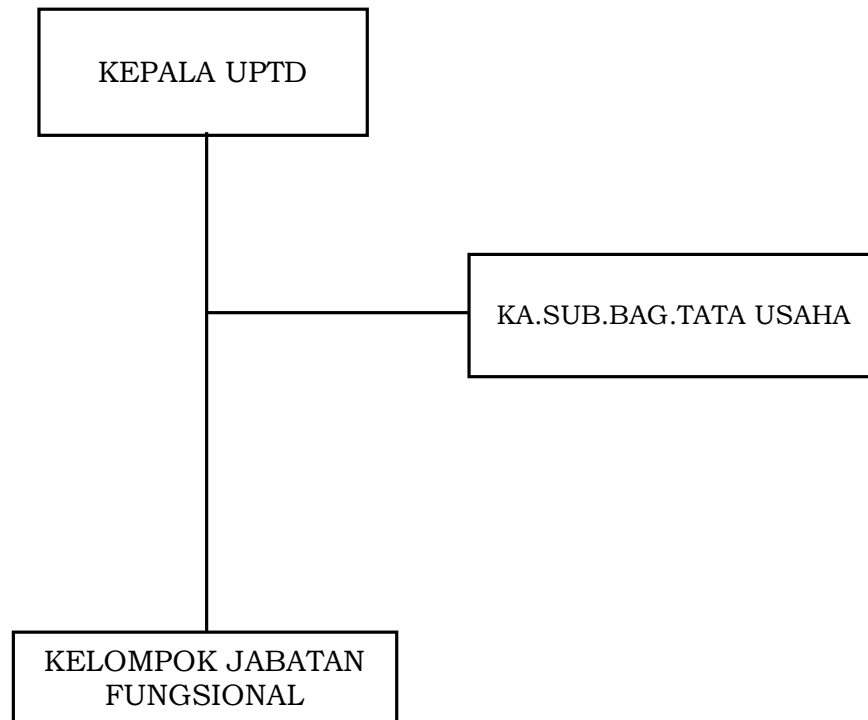 KEPALA UPTD
KA.SUB.BAG.TATA USAHA
KELOMPOK JABATAN
FUNGSIONAL